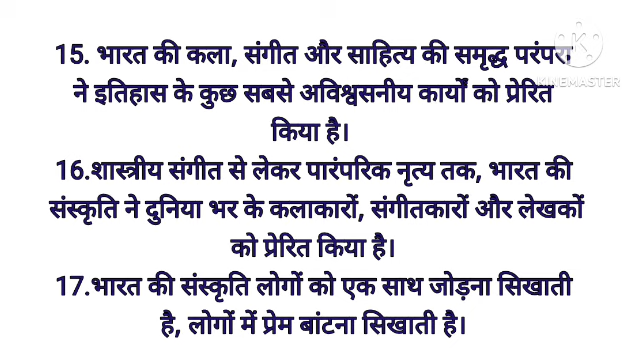 15. भारत की कला, संगीत और साहित्य की समृद्ध परंपरा
ने इतिहास के कुछ सबसे अविश्वसनीय कार्यों को प्रेरित
किया है।
16.शास्त्रीय संगीत से लेकर पारंपरिक नृत्य तक, भारत की
संस्कृति ने दुनिया भर के कलाकारों, संगीतकारों और लेखकों
को प्रेरित किया है।
17.भारत की संस्कृति लोगों को एक साथ जोड़ना सिखाती
है, लोगों में प्रेम बांटना सिखाती है।
KINEMASTER